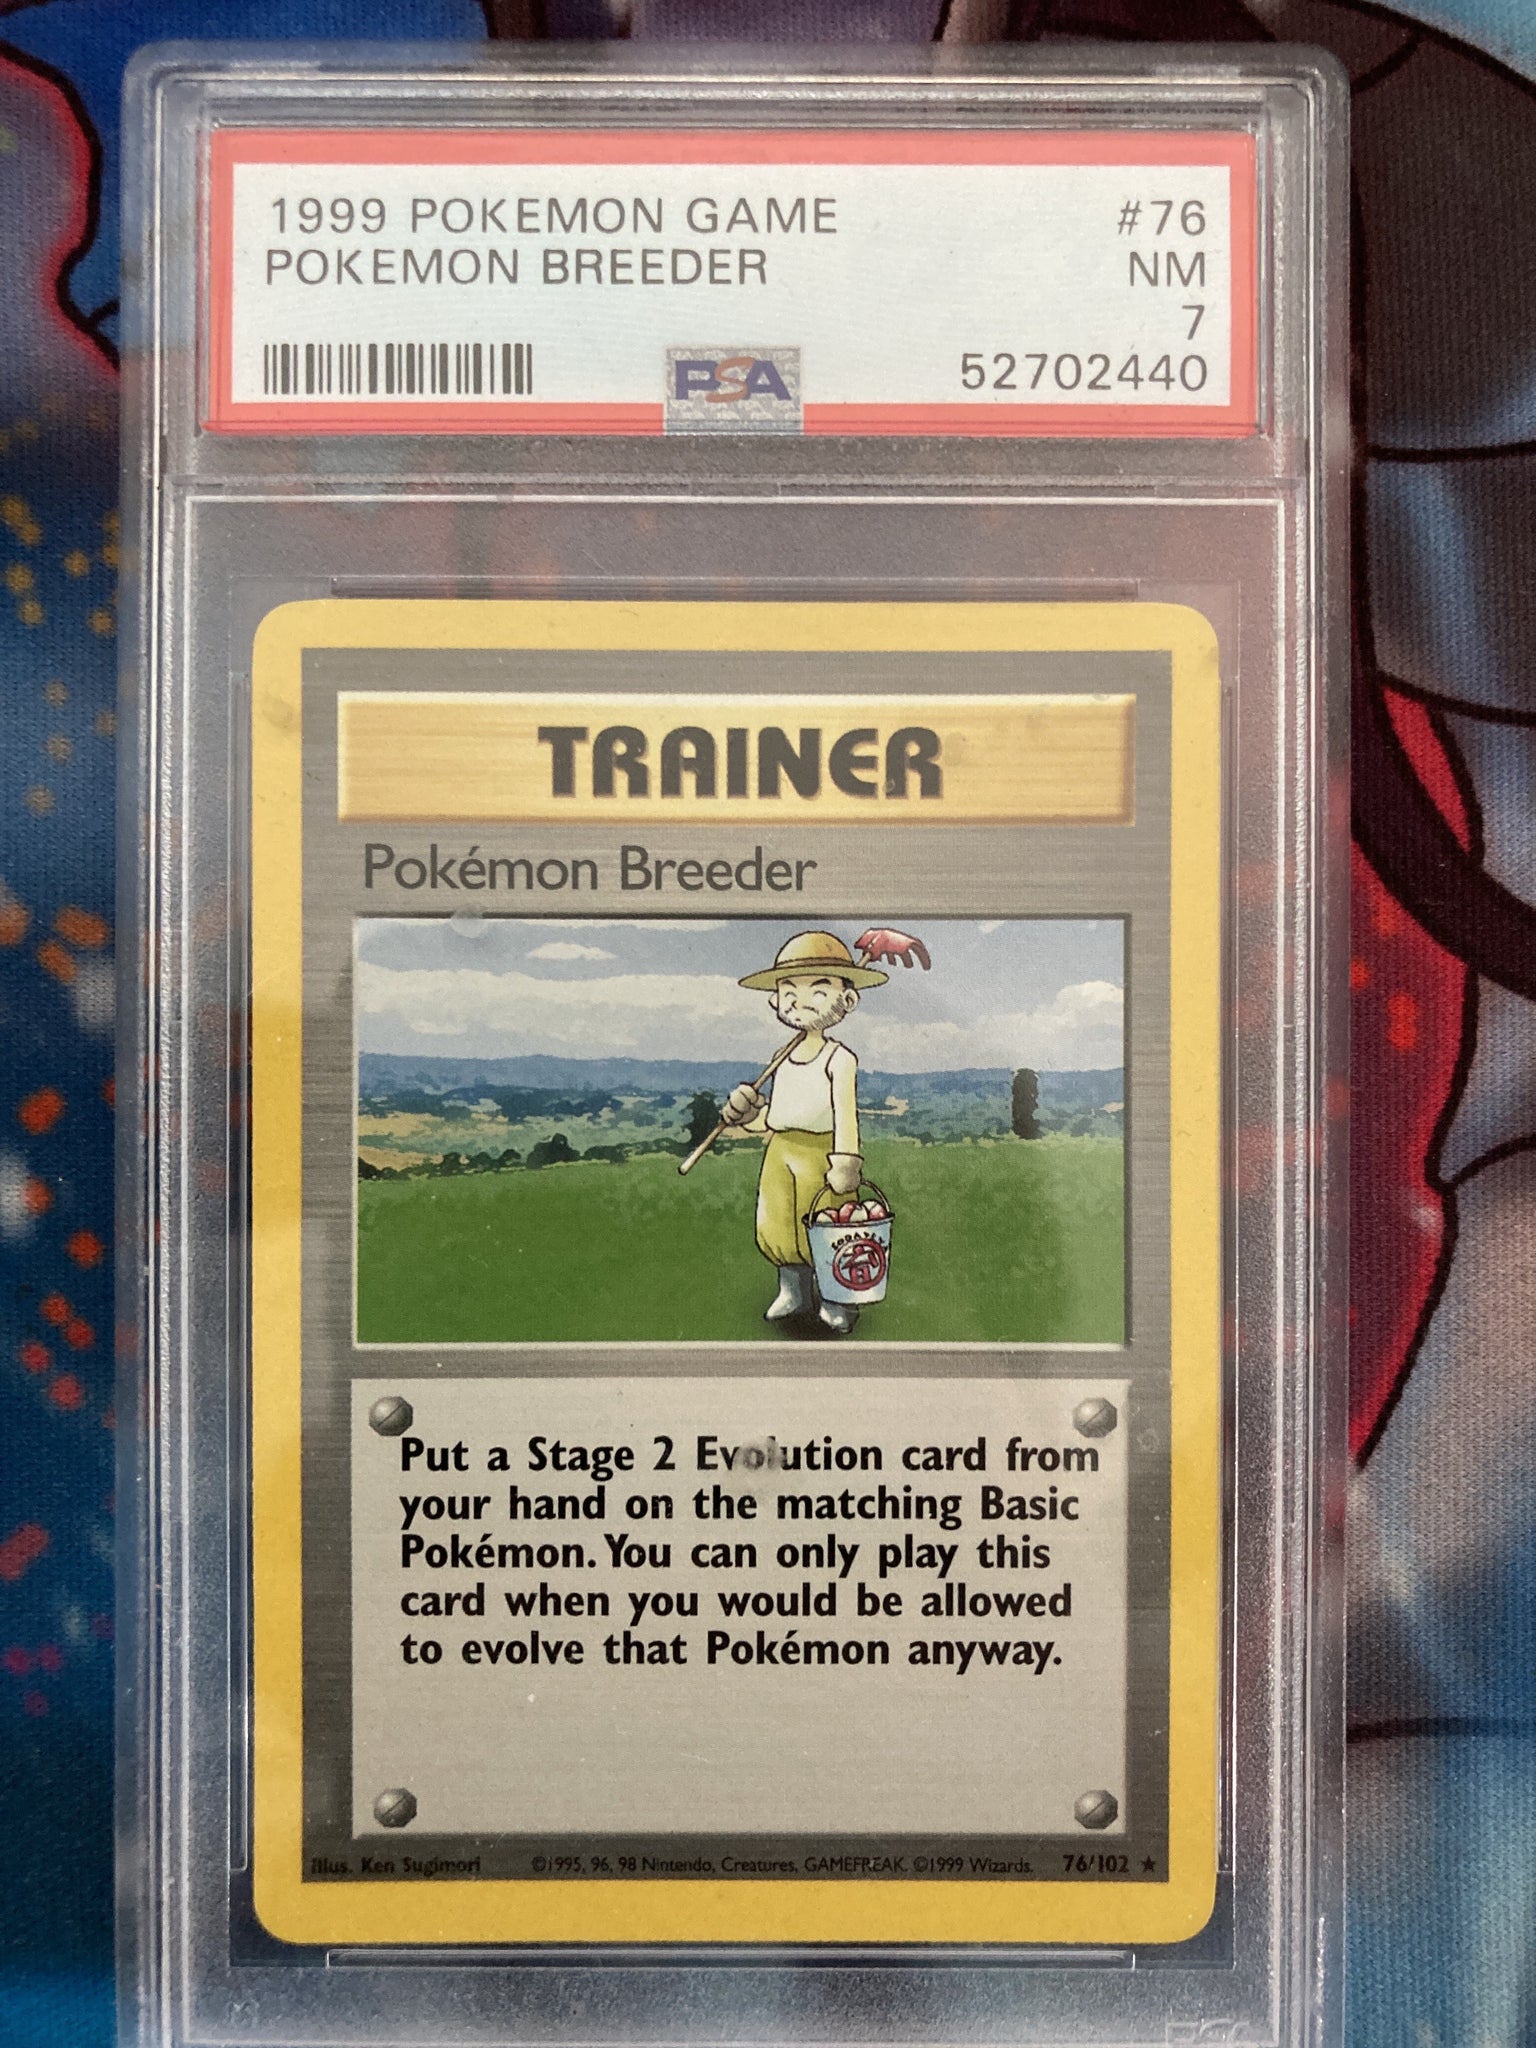 1999 POKEMON GAME #76
POKEMON BREEDER NM
7
PSA 52702440
TRAINER
Pokémon Breeder
Put a Stage 2 Evolution card from
your hand on the matching Basic
Pokémon. You can only play this
card when you would be allowed
to evolve that Pokémon anyway.
Illus. Ken Sugimori ©1995, 96, 98 Nintendo, Creatures, GAMEFREAK. ©1999 Wizards. 76/102 ★